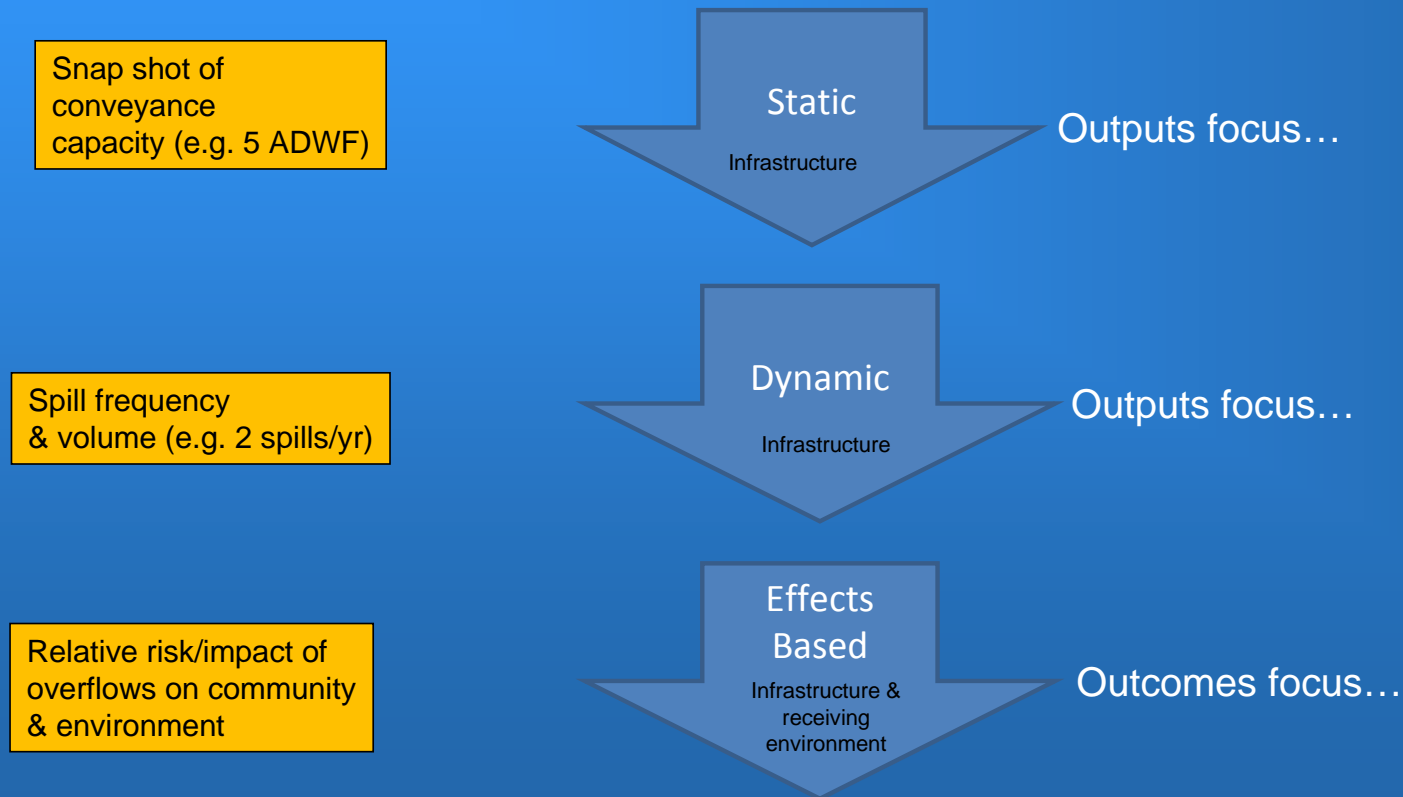 Snap shot of
conveyance
capacity (e.g. 5 ADWF)
Static
Infrastructure
Outputs focus…
Spill frequency
& volume (e.g. 2 spills/yr)
Dynamic
Infrastructure
Outputs focus…
Relative risk/impact of
overflows on community
& environment
Effects
Based
Infrastructure &
receiving
environment
Outcomes focus…